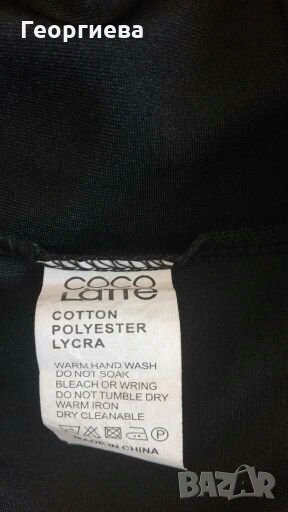 Георгиева
COCO
LATTE
COTTON
POLYESTER
LYCRA
WARM HAND WASH
DO NOT SOAK
BLEACH OR WRING
DO NOT TUMBLE DRY
WARM IRON
DRY CLEANABLE
MADE IN CHINA
BAZAR